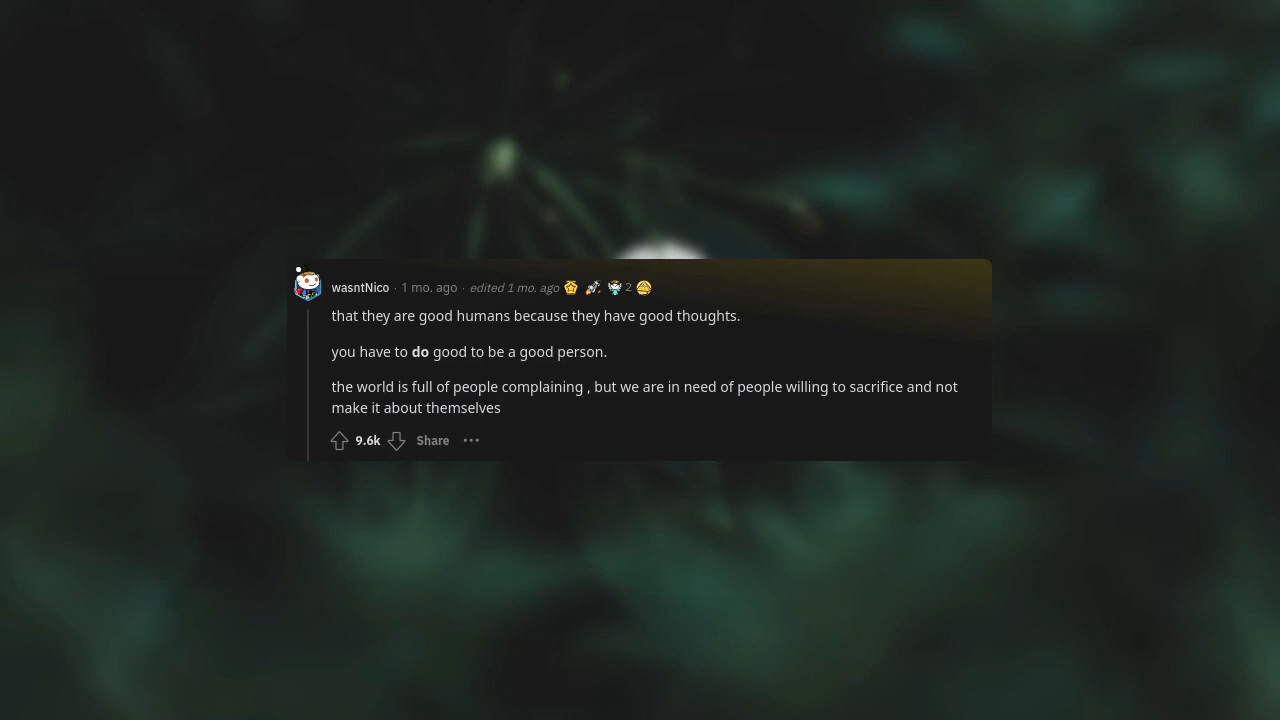 wasntNico · 1 mo. ago · edited 1 mo. ago 2
that they are good humans because they have good thoughts.
you have to do good to be a good person.
the world is full of people complaining , but we are in need of people willing to sacrifice and not
make it about themselves
9.6k Share ···